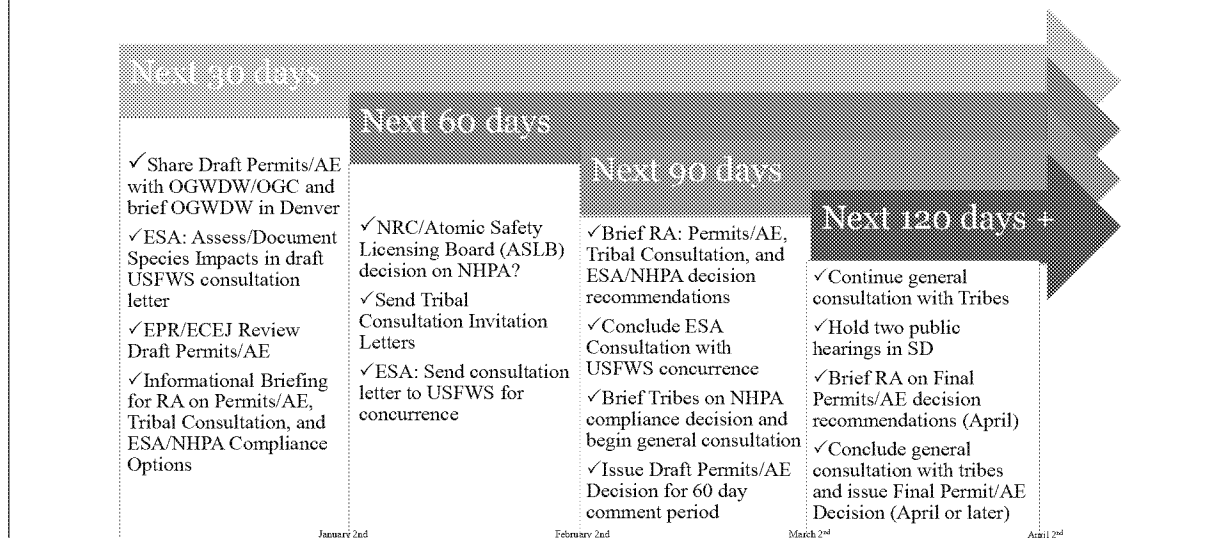 Next 30 days
✓Share Draft Permits/AE
with OGWDW/OGC and
brief OGWDW in Denver
✓ESA: Assess/Document
Species Impacts in draft
USFWS consultation
letter
✓EPR/ECEJ Review
Draft Permits/AE
✓Informational Briefing
for RA on Permits/AE,
Tribal Consultation, and
ESA/NHPA Compliance
Options
Next 60 days
✓NRC/Atomic Safety
Licensing Board (ASLB)
decision on NHPA?
✓Send Tribal
Consultation Invitation
Letters
✓ESA: Send consultation
letter to USFWS for
concurrence
Next 90 days
✓Brief RA: Permits/AE,
Tribal Consultation, and
ESA/NHPA decision
recommendations
✓Conclude ESA
Consultation with
USFWS concurrence
✓Brief Tribes on NHPA
compliance decision and
begin general consultation
✓Issue Draft Permits/AE
Decision for 60 day
comment period
Next 120 days +
✓Continue general
consultation with Tribes
✓Hold two public
hearings in SD
✓Brief RA on Final
Permits/AE decision
recommendations (April)
✓Conclude general
consultation with tribes
and issue Final Permit/AE
Decision (April or later)
January 2nd
February 2nd
March 2nd
April 2nd